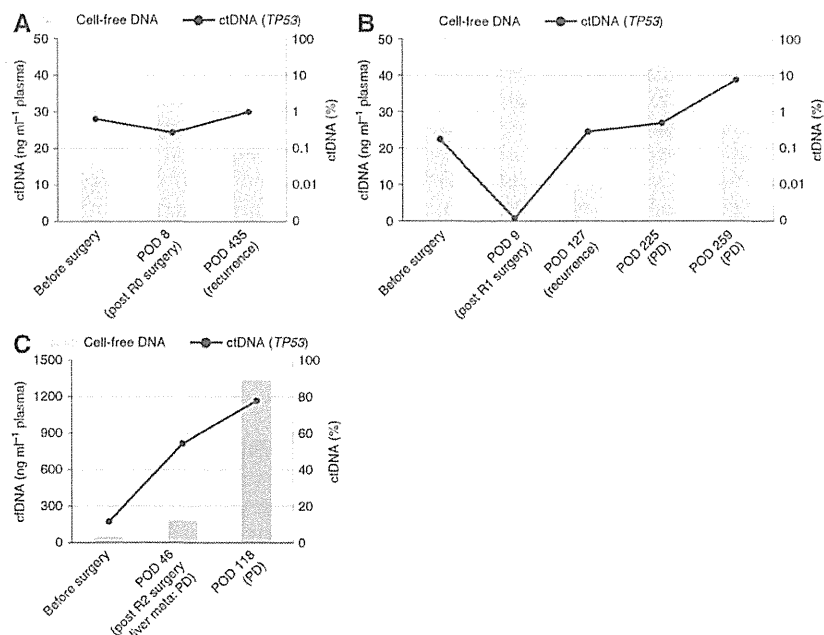 A
Cell-free DNA
ctDNA (TP53)
cfDNA (ng ml−1 plasma)
50
40
30
20
10
0
100
10
1
0.1
0.01
0
ctDNA (%)
Before surgery
POD 8
(post R0 surgery)
POD 435
(recurrence)
B
Cell-free DNA
ctDNA (TP53)
cfDNA (ng ml−1 plasma)
50
40
30
20
10
0
100
10
1
0.1
0.01
0
ctDNA (%)
Before surgery
POD 9
(post R1 surgery)
POD 127
(recurrence)
POD 225
(PD)
POD 259
(PD)
C
Cell-free DNA
ctDNA (TP53)
cfDNA (ng ml−1 plasma)
1500
1200
900
600
300
0
100
80
60
40
20
0
ctDNA (%)
Before surgery
POD 46
(post R2 surgery
liver meta: PD)
POD 118
(PD)